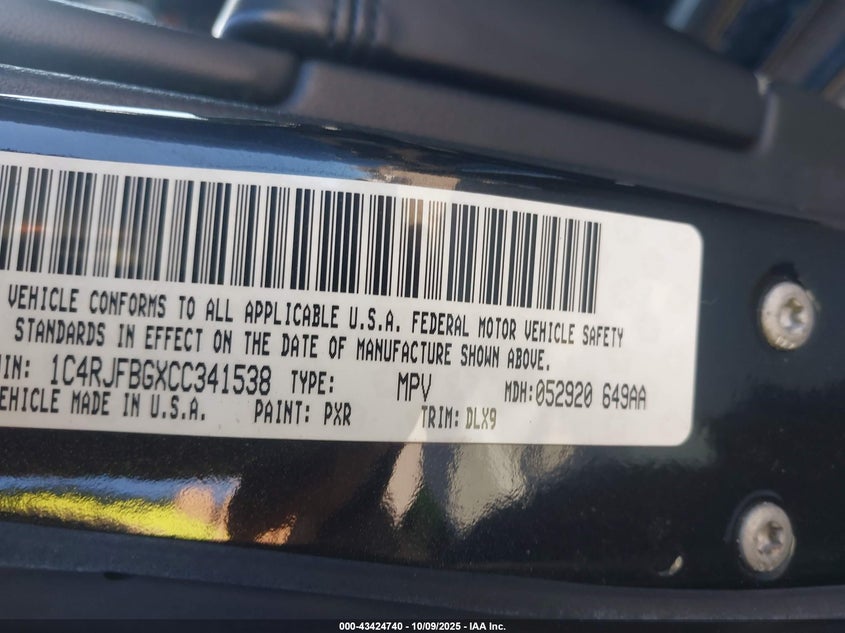 VEHICLE CONFORMS TO ALL APPLICABLE U.S.A. FEDERAL MOTOR VEHICLE SAFETY
STANDARDS IN EFFECT ON THE DATE OF MANUFACTURE SHOWN ABOVE.
VIN: 1C4RJFBGXCC341538 TYPE: MPV MDH:052920 649AA
VEHICLE MADE IN U.S.A. PAINT: PXR TRIM: DLX9
000-43424740 - 10/09/2025 - IAA Inc.